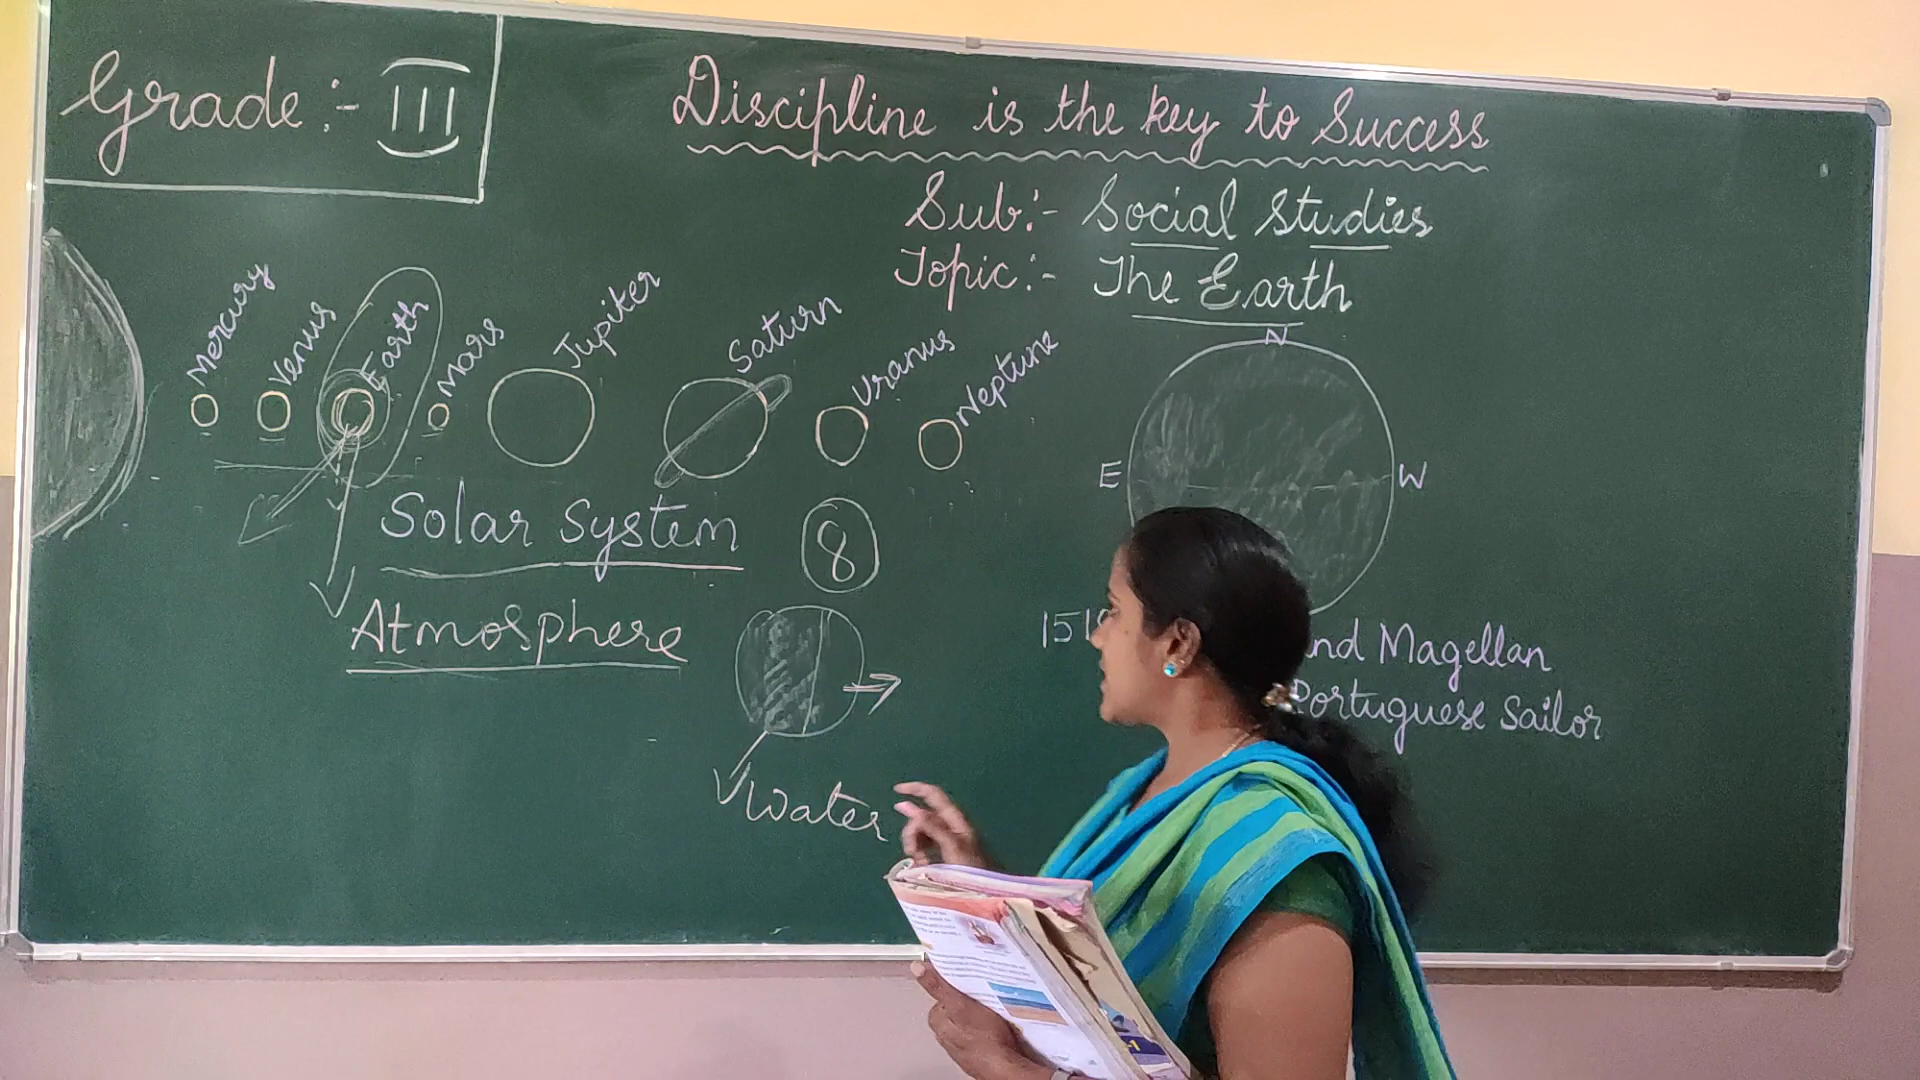 Grade :- III
Discipline is the key to Success
Sub :- Social Studies
Topic :- The Earth
Mercury
Venus
Earth
Mars
Jupiter
Saturn
Uranus
Neptune
N
E
W
Solar System
8
Atmosphere
Water
151
nd Magellan
Portuguese Sailor